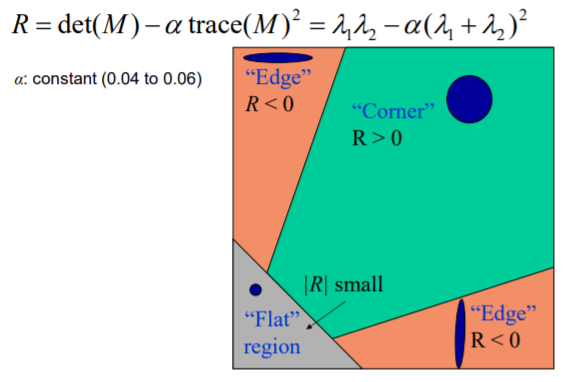 R = det(M) − α trace(M)² = λ₁λ₂ − α(λ₁ + λ₂)²
α: constant (0.04 to 0.06)
“Edge”
R < 0
“Corner”
R > 0
|R| small
“Flat”
region
“Edge”
R < 0